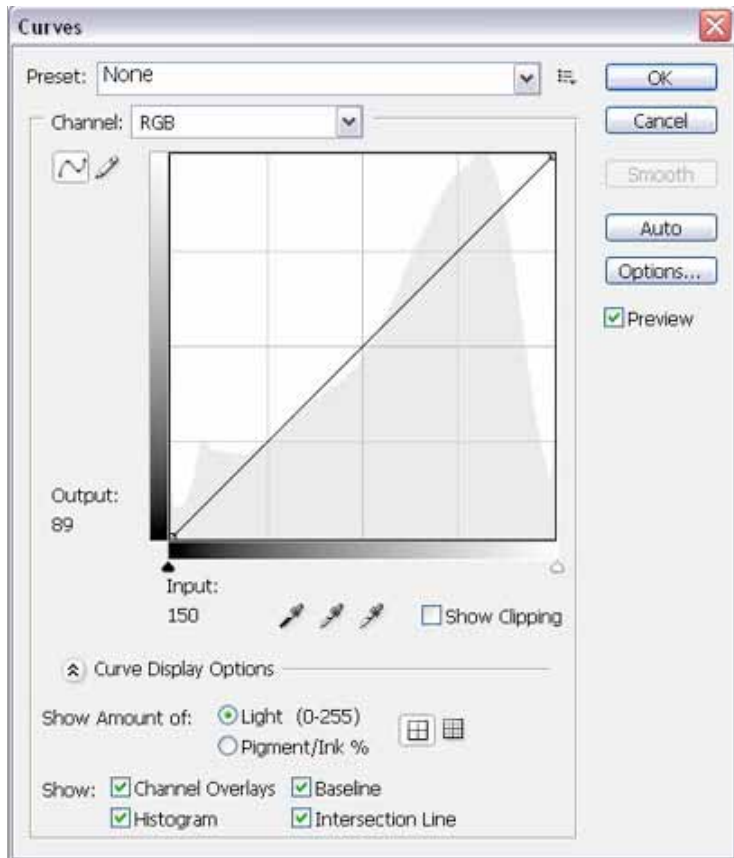 Curves
Preset: None
OK
Channel: RGB
Cancel
Smooth
Auto
Options...
Preview
Output:
89
Input:
150
Show Clipping
Curve Display Options
Show Amount of: Light (0-255)
Pigment/Ink %
Show: Channel Overlays Baseline
Histogram Intersection Line